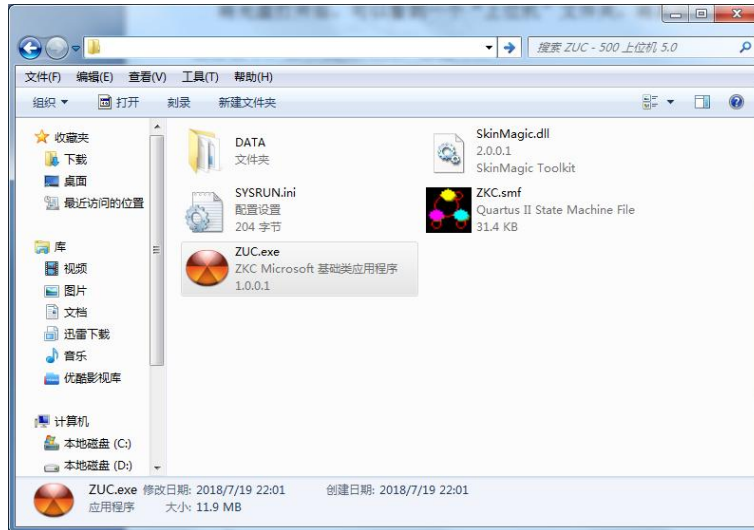 搜索 ZUC - 500 上位机 5.0
文件(F) 编辑(E) 查看(V) 工具(T) 帮助(H)
组织 打开 刻录 新建文件夹
收藏夹
下载
桌面
最近访问的位置
库
视频
图片
文档
迅雷下载
音乐
优酷影视库
计算机
本地磁盘 (C:)
本地磁盘 (D:)
DATA
文件夹
SkinMagic.dll
2.0.0.1
SkinMagic Toolkit
SYSRUN.ini
配置设置
204 字节
ZKC.smf
Quartus II State Machine File
31.4 KB
ZUC.exe
ZKC Microsoft 基础类应用程序
1.0.0.1
ZUC.exe 修改日期: 2018/7/19 22:01 创建日期: 2018/7/19 22:01
应用程序 大小: 11.9 MB